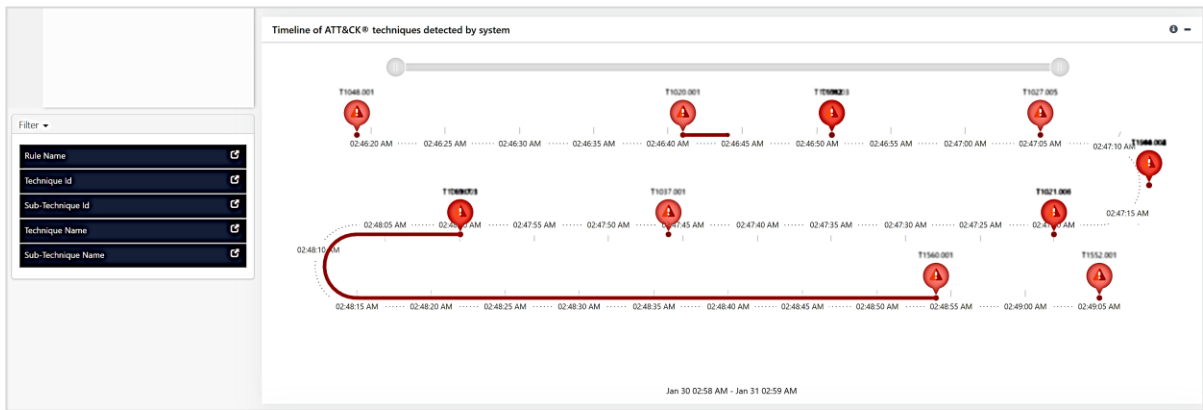 Timeline of ATT&CK® techniques detected by system
T1048.001 T1020.001 T1027.005
02:46:20 AM 02:46:25 AM 02:46:30 AM 02:46:35 AM 02:46:40 AM 02:46:45 AM 02:46:50 AM 02:46:55 AM 02:47:00 AM 02:47:05 AM 02:47:10 AM
Filter
Rule Name
Technique Id
Sub-Technique Id
Technique Name
Sub-Technique Name
T1037.001 T1021.006
02:47:15 AM
02:48:05 AM 02:47:55 AM 02:47:50 AM 02:47:45 AM 02:47:40 AM 02:47:35 AM 02:47:30 AM 02:47:25 AM
02:48:10 AM
T1560.001 T1552.001
02:48:15 AM 02:48:20 AM 02:48:25 AM 02:48:30 AM 02:48:35 AM 02:48:40 AM 02:48:45 AM 02:48:50 AM 02:48:55 AM 02:49:00 AM 02:49:05 AM
Jan 30 02:58 AM - Jan 31 02:59 AM